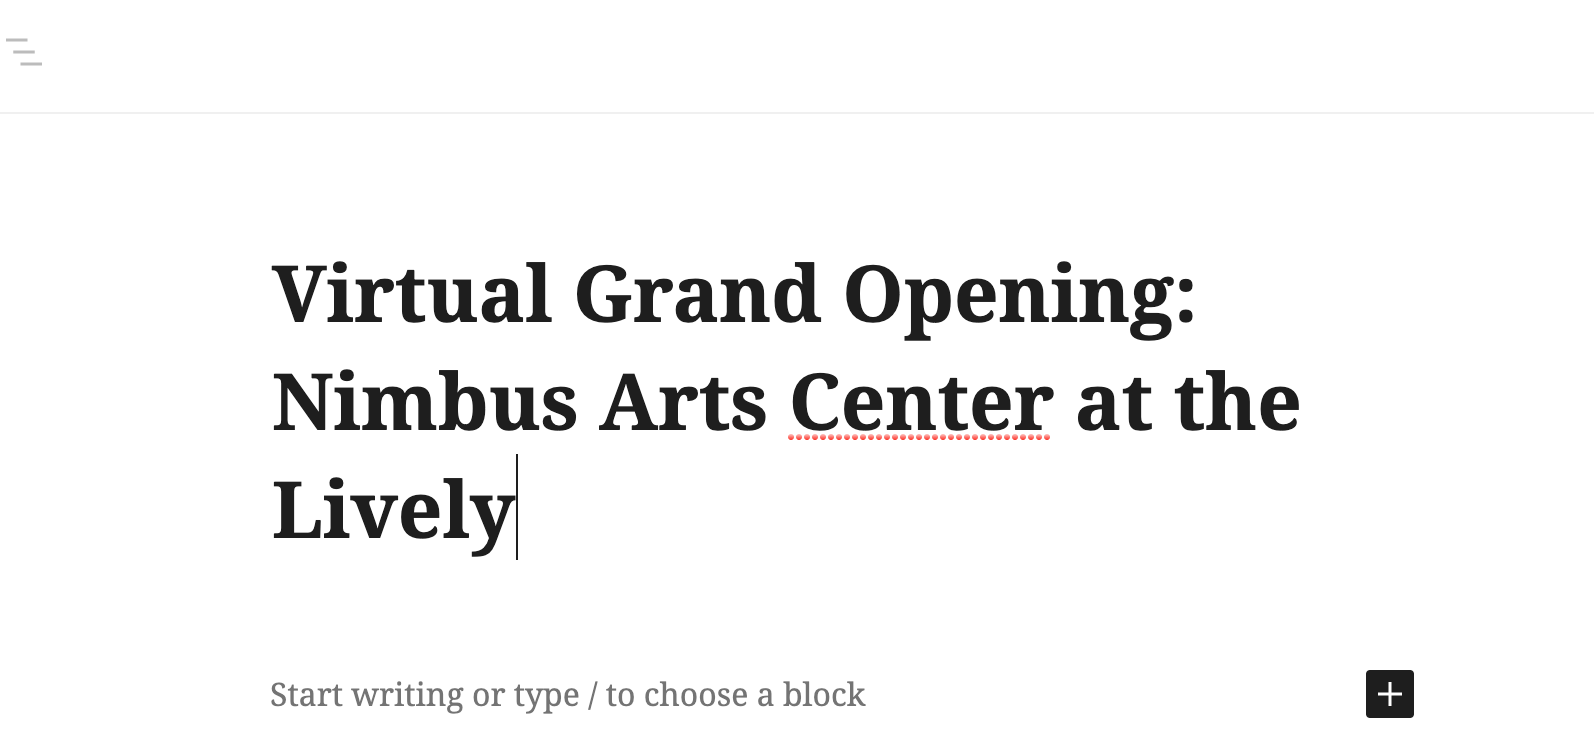 Virtual Grand Opening:
Nimbus Arts Center at the
Lively
Start writing or type / to choose a block